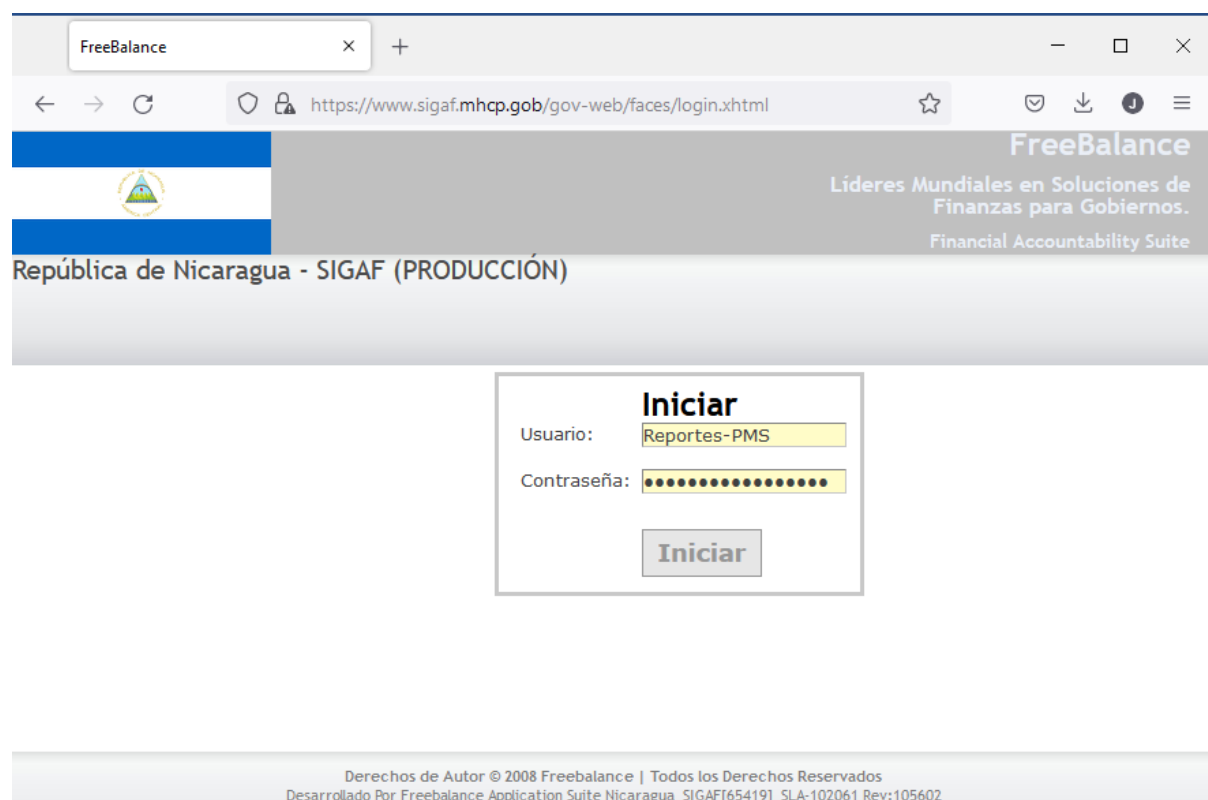 FreeBalance
https://www.sigaf.mhcp.gob/gov-web/faces/login.xhtml
J
FreeBalance
Líderes Mundiales en Soluciones de
Finanzas para Gobiernos.
Financial Accountability Suite
República de Nicaragua - SIGAF (PRODUCCIÓN)
Iniciar
Usuario: Reportes-PMS
Contraseña: •••••••••••••••••
Iniciar
Derechos de Autor © 2008 Freebalance | Todos los Derechos Reservados
Desarrollado Por Freebalance Application Suite Nicaragua SIGAF[65419] SLA-102061 Rev:105602